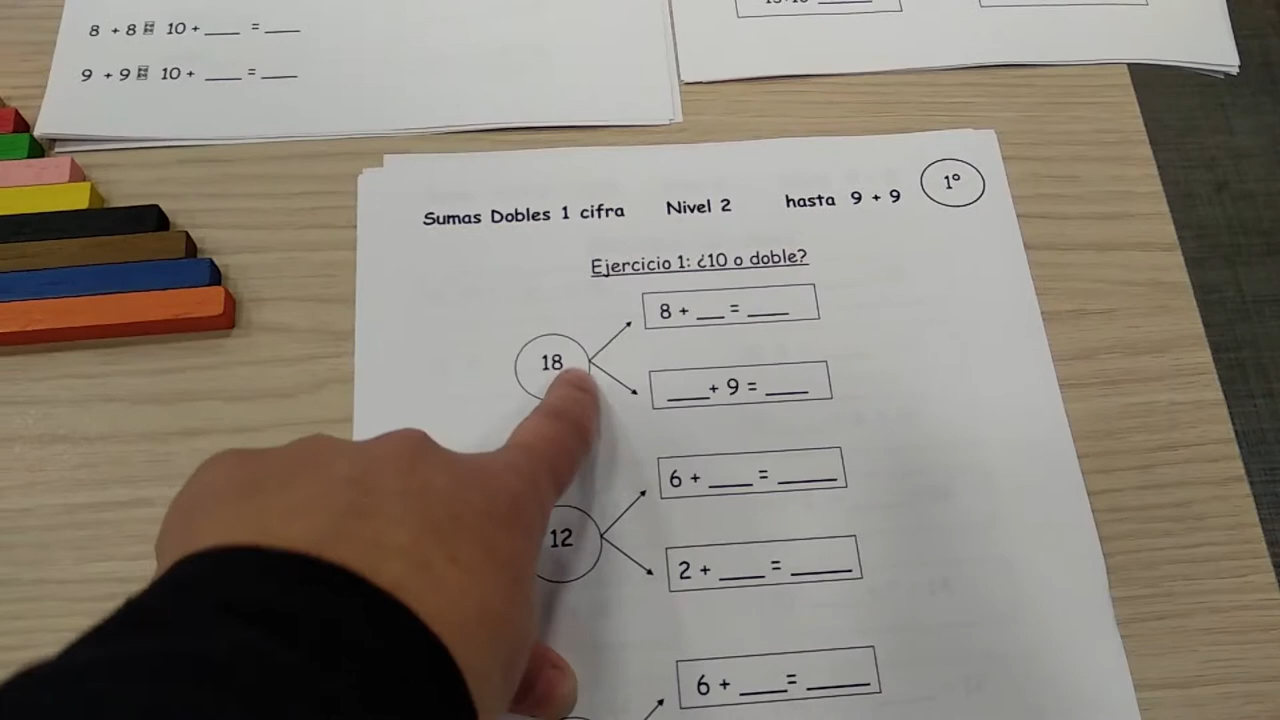 8 + 8 10 + ____ = ____
9 + 9 10 + ____ = ____
Sumas Dobles 1 cifra Nivel 2 hasta 9 + 9 1º
Ejercicio 1: ¿10 o doble?
18
8 + ___ = ____
____+ 9 = ____
12
6 + ____ = _____
2 + ____ = _____
6 + ____= _____